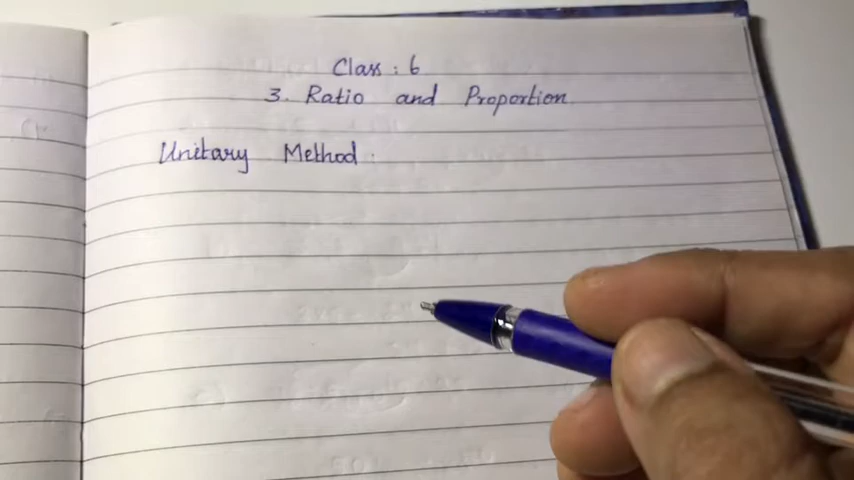 Class : 6
3. Ratio and Proportion
Unitary Method :